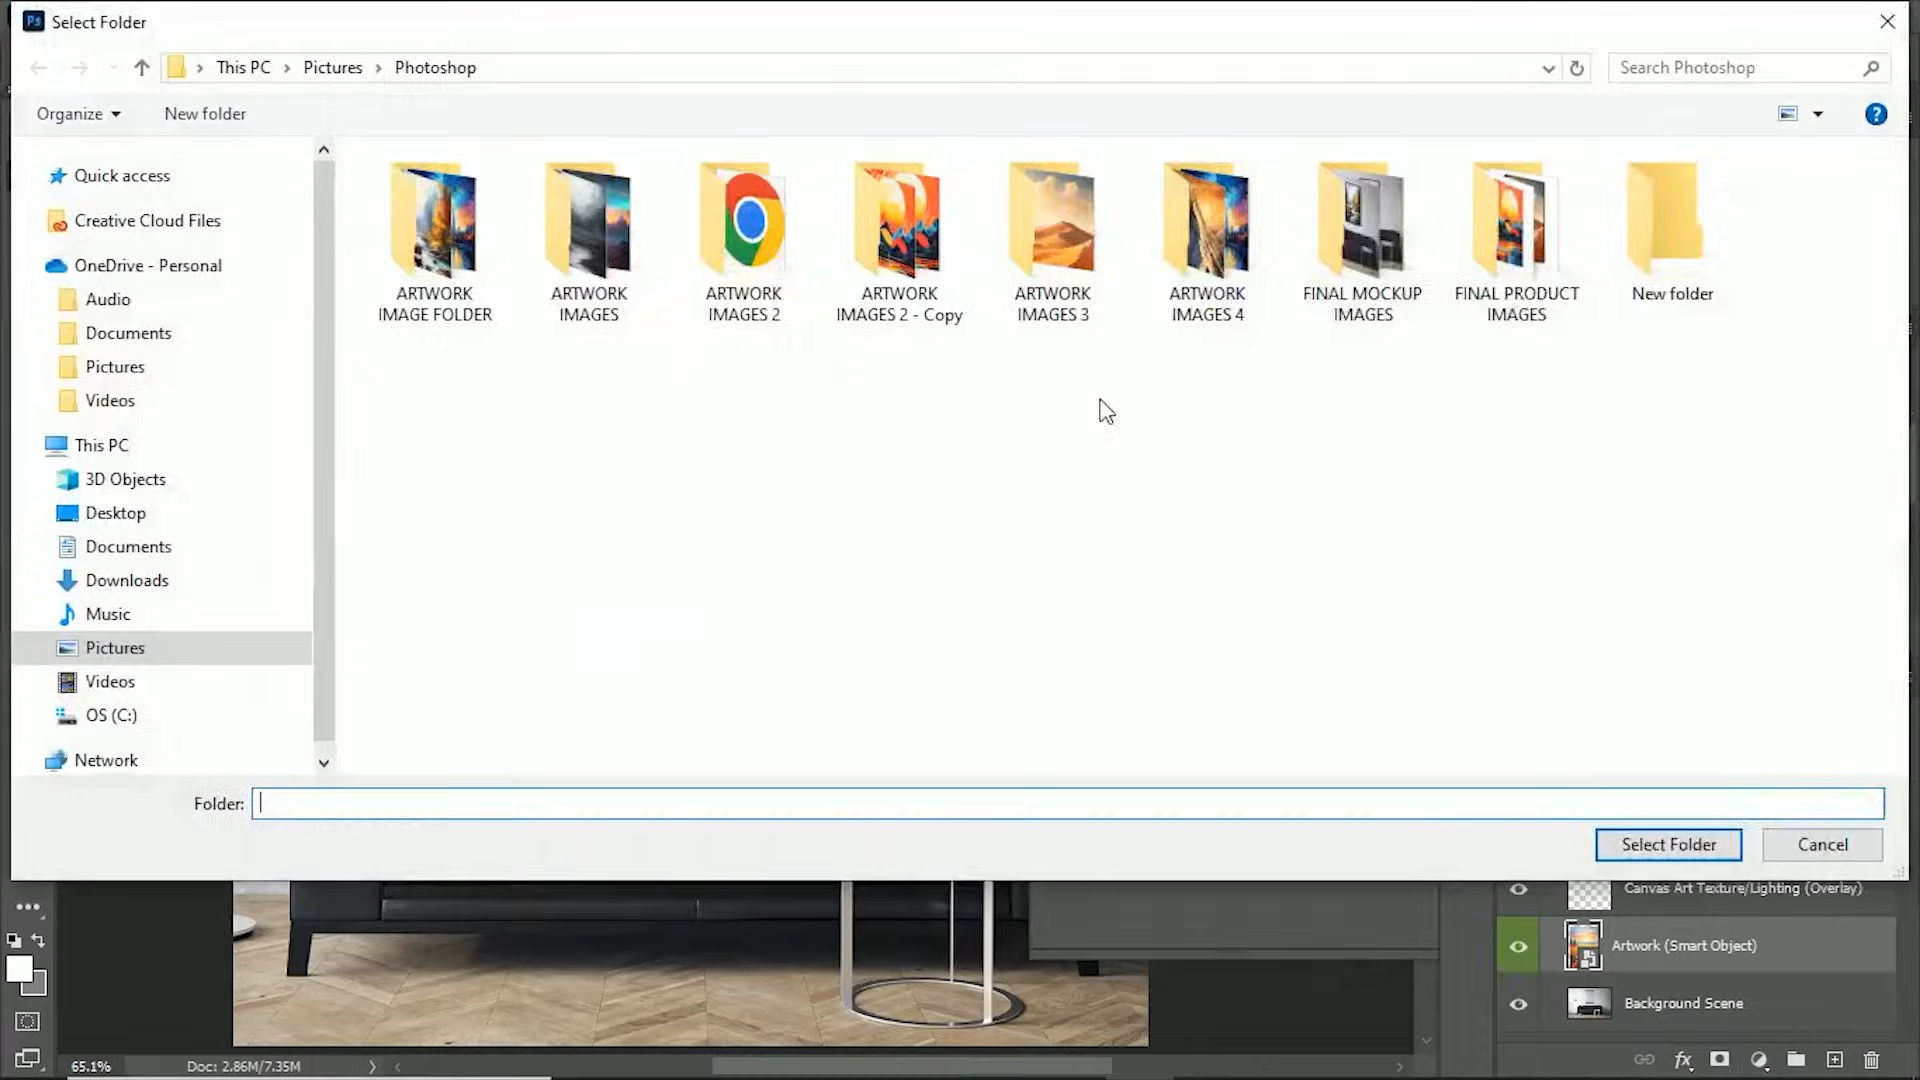 Ps Select Folder
This PC Pictures Photoshop
Search Photoshop
Organize
New folder
?
Quick access
Creative Cloud Files
OneDrive - Personal
Audio
Documents
Pictures
Videos
This PC
3D Objects
Desktop
Documents
Downloads
Music
Pictures
Videos
OS (C:)
Network
ARTWORK
IMAGE FOLDER
ARTWORK
IMAGES
ARTWORK
IMAGES 2
ARTWORK
IMAGES 2 - Copy
ARTWORK
IMAGES 3
ARTWORK
IMAGES 4
FINAL MOCKUP
IMAGES
FINAL PRODUCT
IMAGES
New folder
Folder:
Select Folder
Cancel
Canvas Art Texture/Lighting (Overlay)
Artwork (Smart Object)
Background Scene
fx
65.1%
Doc: 2.86M/7.35M